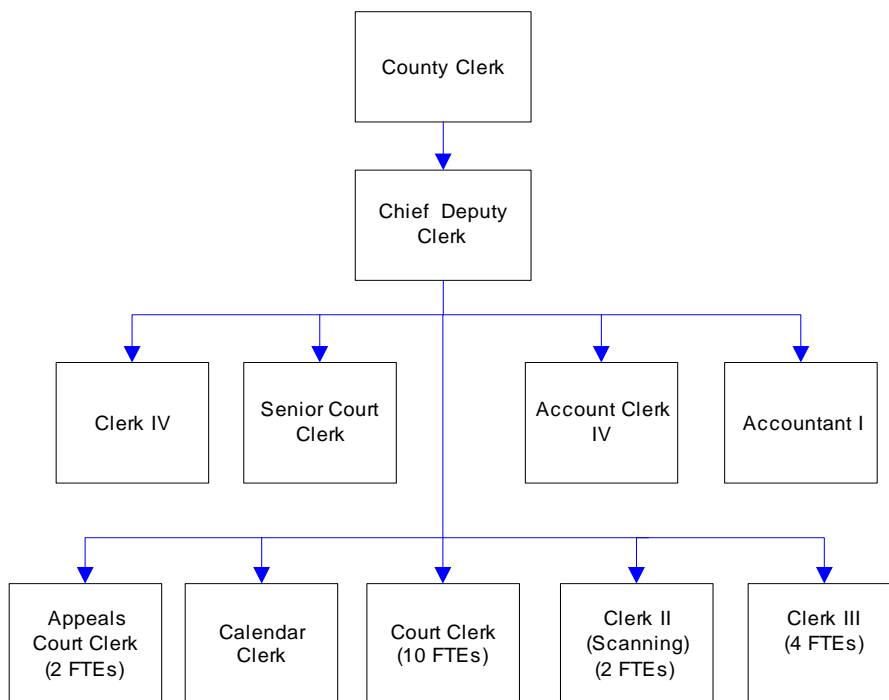 County Clerk
Chief Deputy
Clerk
Clerk IV
Senior Court
Clerk
Account Clerk
IV
Accountant I
Appeals
Court Clerk
(2 FTEs)
Calendar
Clerk
Court Clerk
(10 FTEs)
Clerk II
(Scanning)
(2 FTEs)
Clerk III
(4 FTEs)